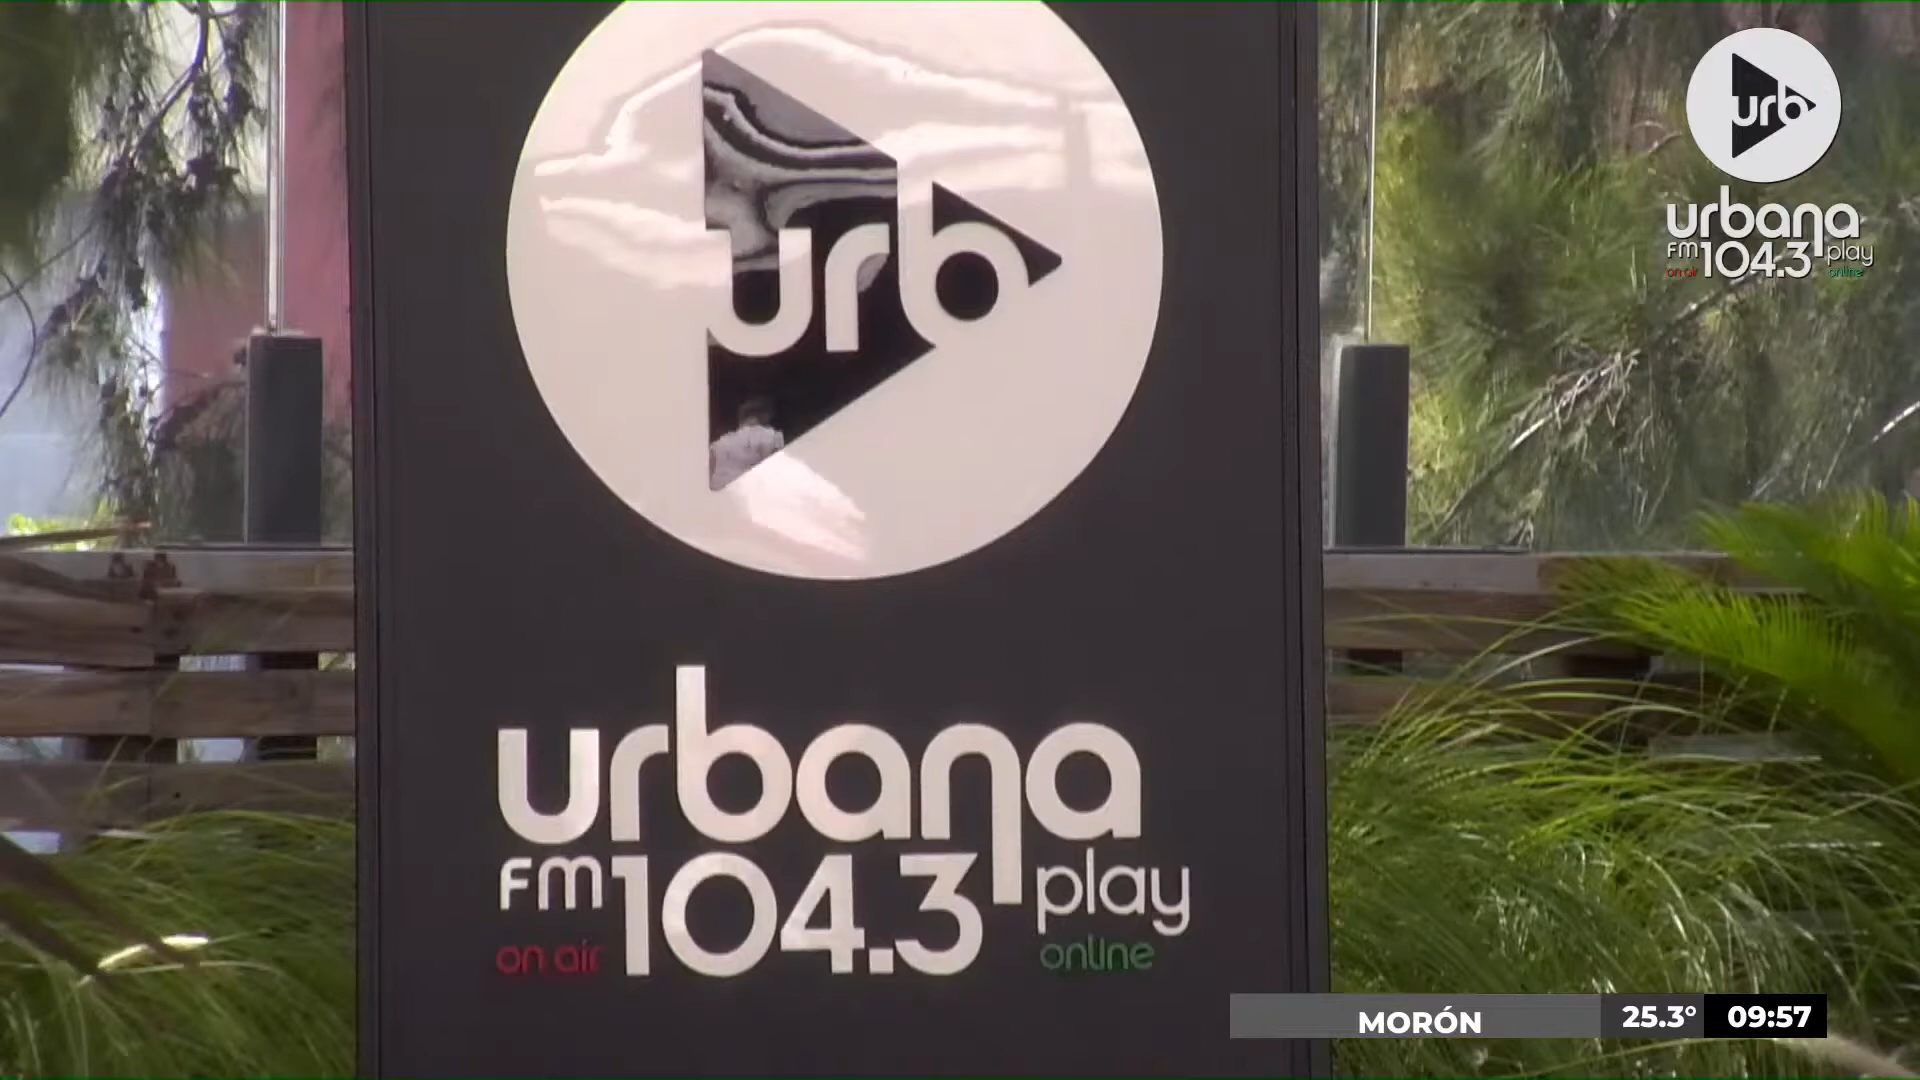 urb
urbana
FM 104.3 play
on air online
urb
urbana
FM 104.3 play
on air online
MORÓN 25.3° 09:57